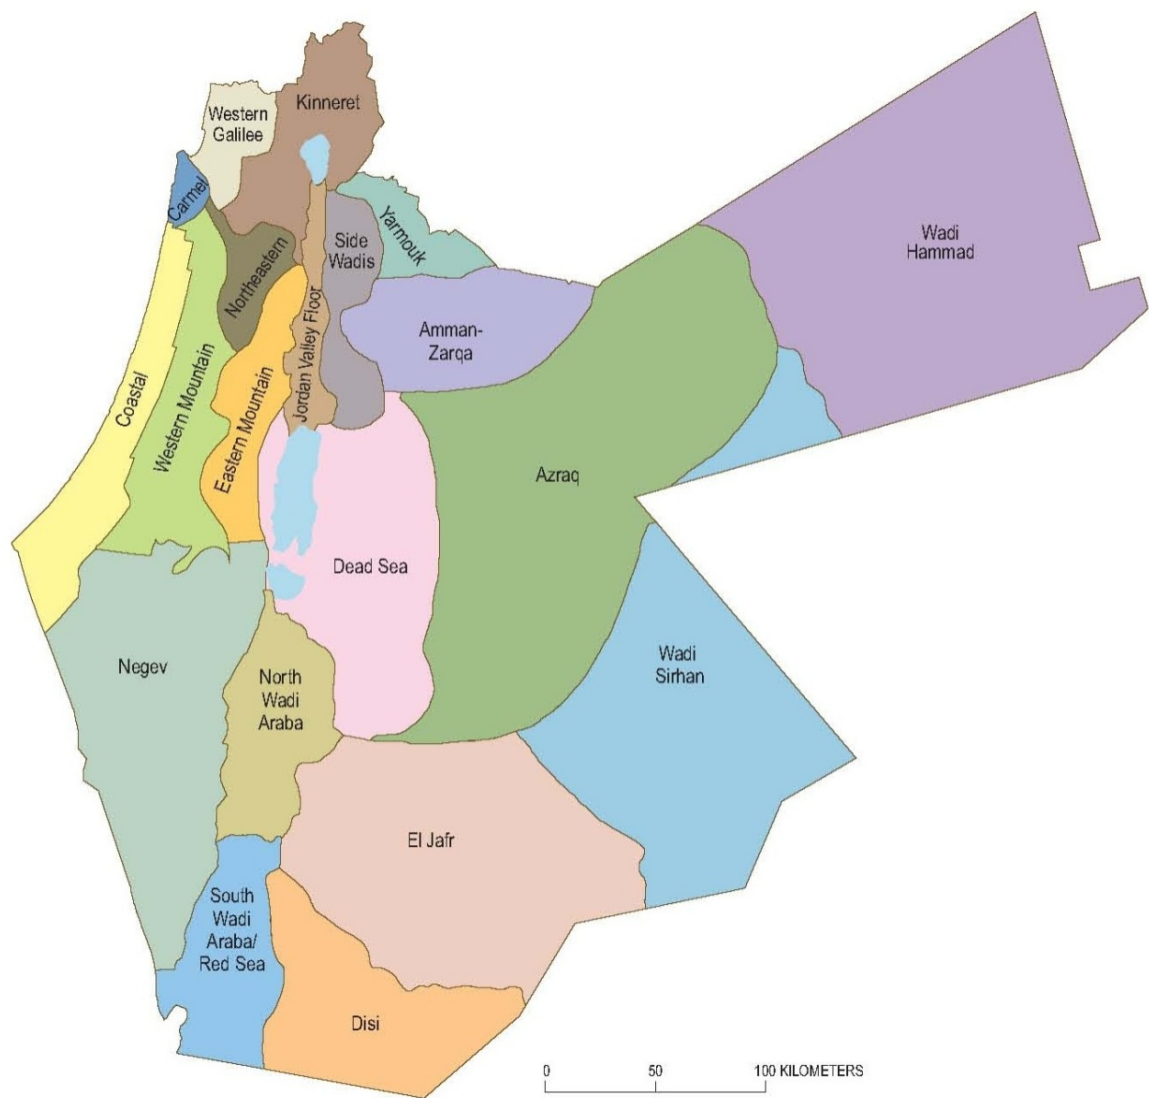 Kinneret
Western
Galilee
Carmel
Yarmouk
Side
Wadis
Wadi
Hammad
Northeastern
Jordan Valley Floor
Amman-
Zarqa
Coastal
Western Mountain
Eastern Mountain
Azraq
Dead Sea
Negev
North
Wadi
Araba
Wadi
Sirhan
El Jafr
South
Wadi
Araba/
Red Sea
Disi
0 50 100 KILOMETERS